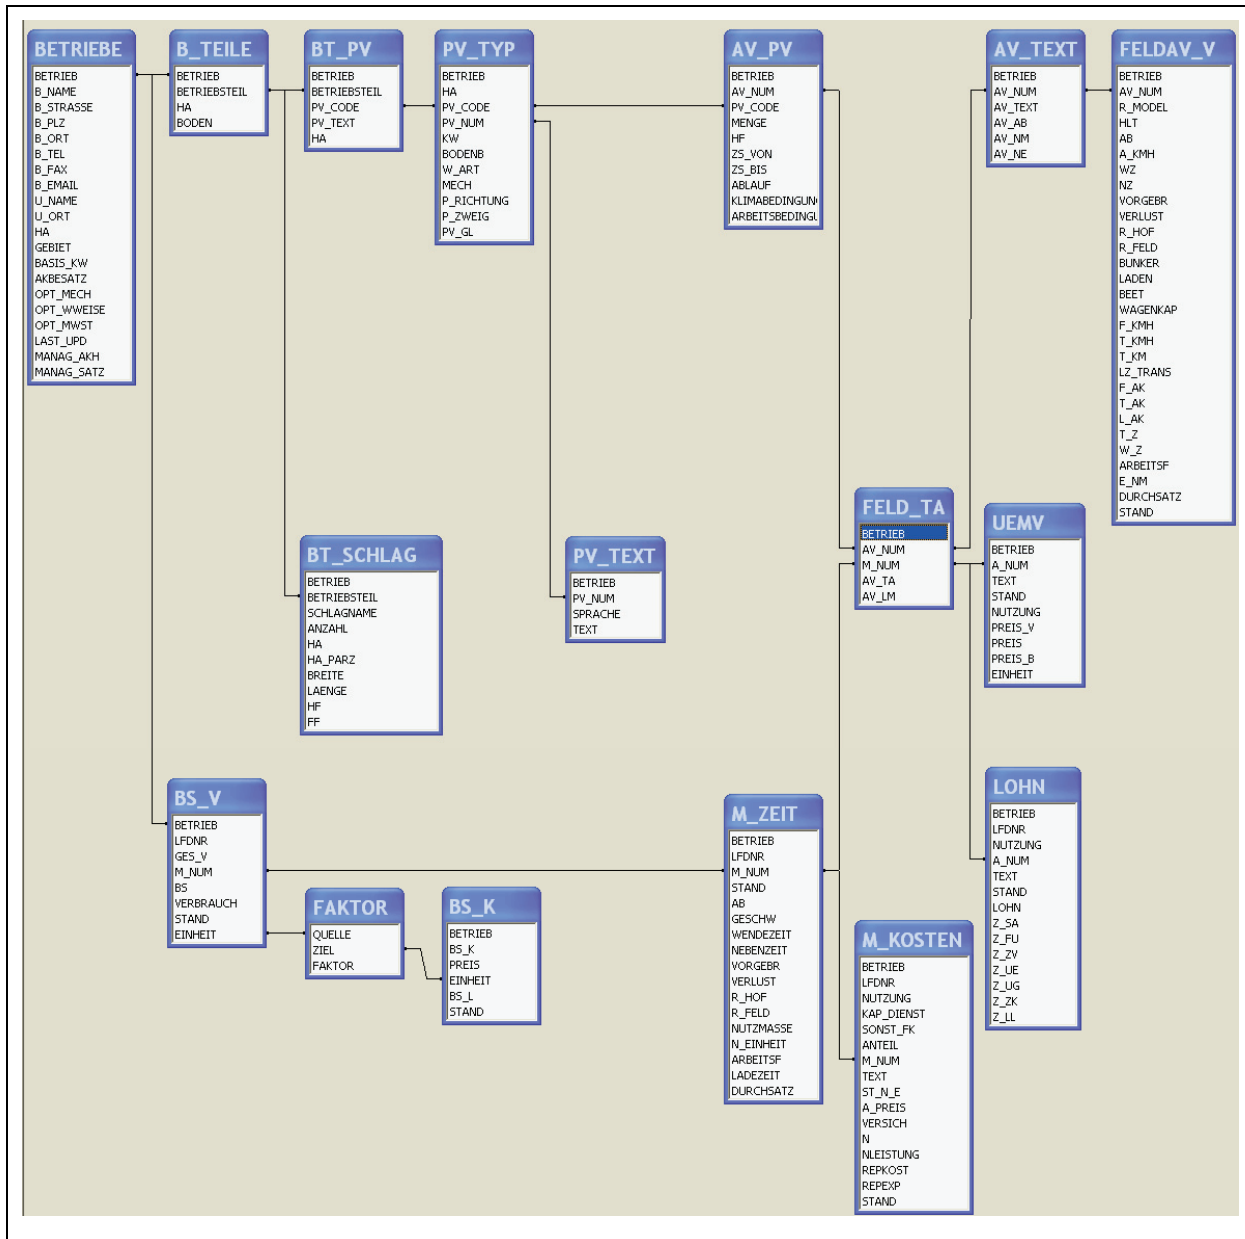 BETRIEBE
BETRIEB
B_NAME
B_STRASSE
B_PLZ
B_ORT
B_TEL
B_FAX
B_EMAIL
U_NAME
U_ORT
HA
GEBIET
BASIS_KW
AKBESATZ
OPT_MECH
OPT_WWEISE
OPT_MWST
LAST_UPD
MANAG_AKH
MANAG_SATZ
B_TEILE
BETRIEB
BETRIEBSTEIL
HA
BODEN
BT_PV
BETRIEB
BETRIEBSTEIL
PV_CODE
PV_TEXT
HA
PV_TYP
BETRIEB
HA
PV_CODE
PV_NUM
KW
BODENB
W_ART
MECH
P_RICHTUNG
P_ZWEIG
PV_GL
AV_PV
BETRIEB
AV_NUM
PV_CODE
MENGE
HF
ZS_VON
ZS_BIS
ABLAUF
KLIMABEDINGUN
ARBEITSBEDINGU
AV_TEXT
BETRIEB
AV_NUM
AV_TEXT
AV_AB
AV_NM
AV_NE
FELDAV_V
BETRIEB
AV_NUM
R_MODEL
HLT
AB
A_KMH
WZ
NZ
VORGEBR
VERLUST
R_HOF
R_FELD
BUNKER
LADEN
BEET
WAGENKAP
F_KMH
T_KMH
T_KM
LZ_TRANS
F_AK
T_AK
L_AK
T_Z
W_Z
ARBEITSF
E_NM
DURCHSATZ
STAND
BT_SCHLAG
BETRIEB
BETRIEBSTEIL
SCHLAGNAME
ANZAHL
HA
HA_PARZ
BREITE
LAENGE
HF
FF
PV_TEXT
BETRIEB
PV_NUM
SPRACHE
TEXT
FELD_TA
BETRIEB
AV_NUM
M_NUM
AV_TA
AV_LM
UEMV
BETRIEB
A_NUM
TEXT
STAND
NUTZUNG
PREIS_V
PREIS
PREIS_B
EINHEIT
BS_V
BETRIEB
LFDNR
GES_V
M_NUM
BS
VERBRAUCH
STAND
EINHEIT
FAKTOR
QUELLE
ZIEL
FAKTOR
BS_K
BETRIEB
BS_K
PREIS
EINHEIT
BS_L
STAND
M_ZEIT
BETRIEB
LFDNR
M_NUM
STAND
AB
GESCHW
WENDEZEIT
NEBENZEIT
VORGEBR
VERLUST
R_HOF
R_FELD
NUTZMASSE
N_EINHEIT
ARBEITSF
LADEZEIT
DURCHSATZ
M_KOSTEN
BETRIEB
LFDNR
NUTZUNG
KAP_DIENST
SONST_FK
ANTEIL
M_NUM
TEXT
ST_N_E
A_PREIS
VERSICH
N
NLEISTUNG
REPKOST
REPEXP
STAND
LOHN
BETRIEB
LFDNR
NUTZUNG
A_NUM
TEXT
STAND
LOHN
Z_SA
Z_FU
Z_ZV
Z_UE
Z_UG
Z_ZK
Z_LL